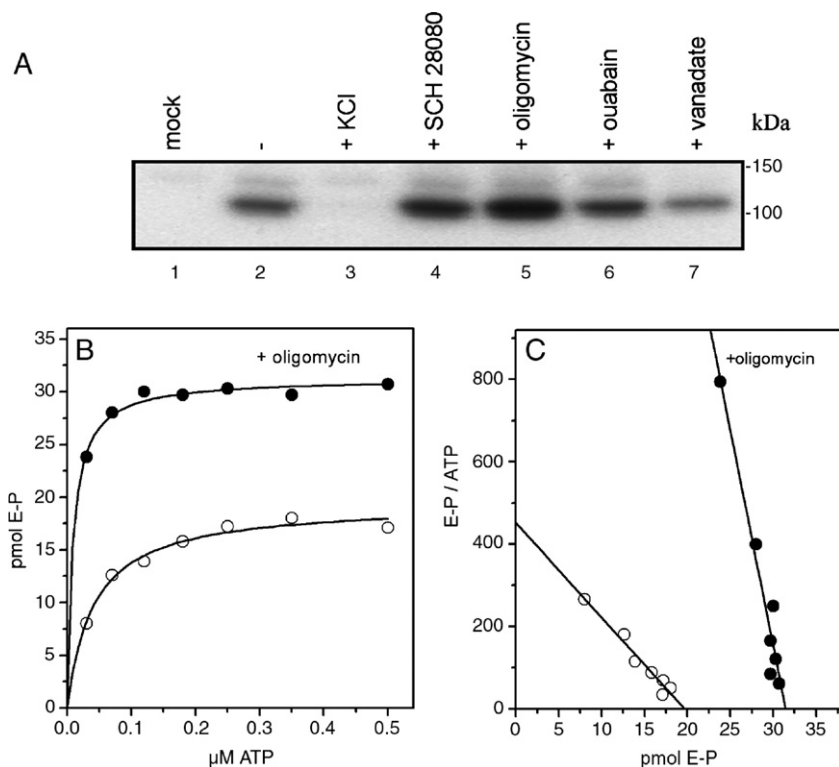 A
mock
-
+ KCl
+ SCH 28080
+ oligomycin
+ ouabain
+ vanadate
kDa
-150
-100
1 2 3 4 5 6 7
B
+ oligomycin
35
30
25
20
15
10
5
0
pmol E-P
0.0 0.1 0.2 0.3 0.4 0.5
µM ATP
C
+oligomycin
800
600
400
200
0
E-P / ATP
0 5 10 15 20 25 30 35
pmol E-P